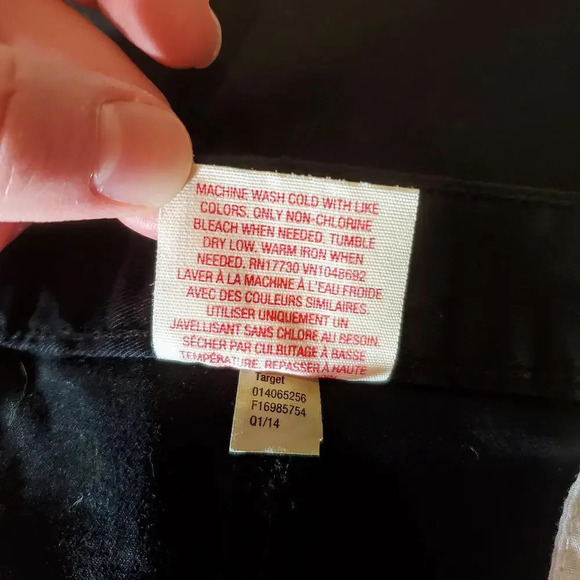 MACHINE WASH COLD WITH LIKE
COLORS. ONLY NON-CHLORINE
BLEACH WHEN NEEDED. TUMBLE
DRY LOW. WARM IRON WHEN
NEEDED. RN17730 VN1048692
LAVER À LA MACHINE À L'EAU FROIDE
AVEC DES COULEURS SIMILAIRES.
UTILISER UNIQUEMENT UN
JAVELLISANT SANS CHLORE AU BESOIN.
SÉCHER PAR CULBUTAGE À BASSE
TEMPÉRATURE. REPASSER À HAUTE
Target
014065256
F16985754
Q1/14